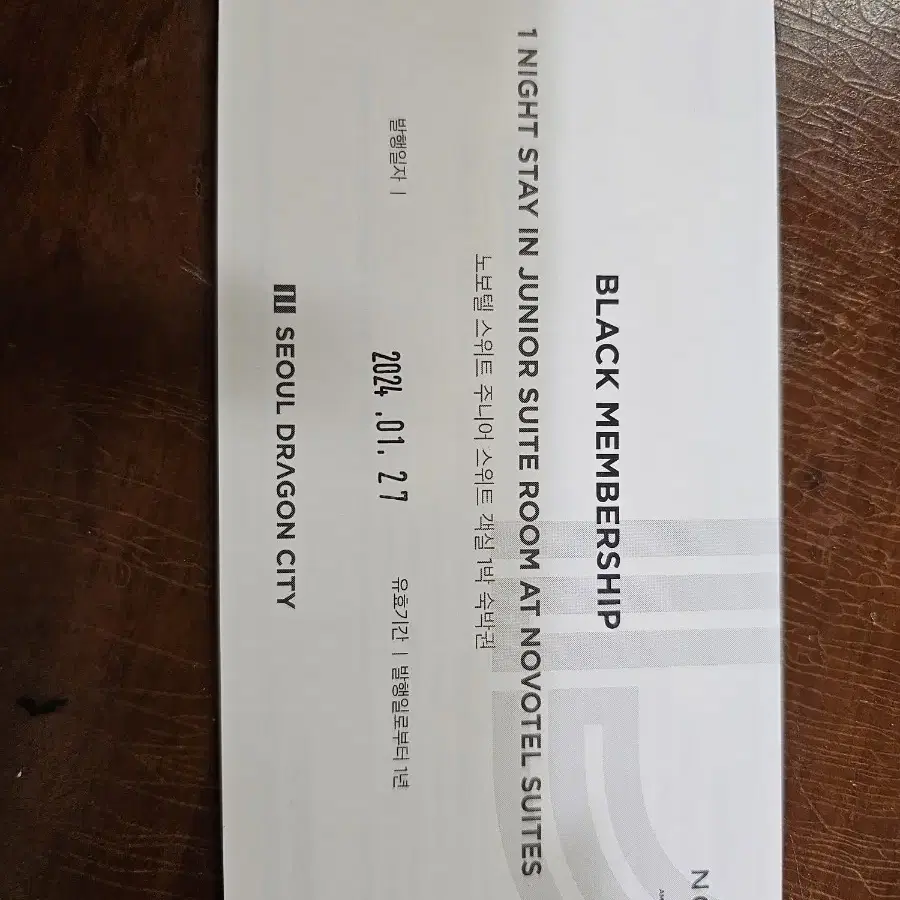 NO
BLACK MEMBERSHIP
1 NIGHT STAY IN JUNIOR SUITE ROOM AT NOVOTEL SUITES
노보텔 스위트 주니어 스위트 객실 1박 숙박권
발행일자 | 2024.01.27 유효기간 | 발행일로부터 1년
SEOUL DRAGON CITY